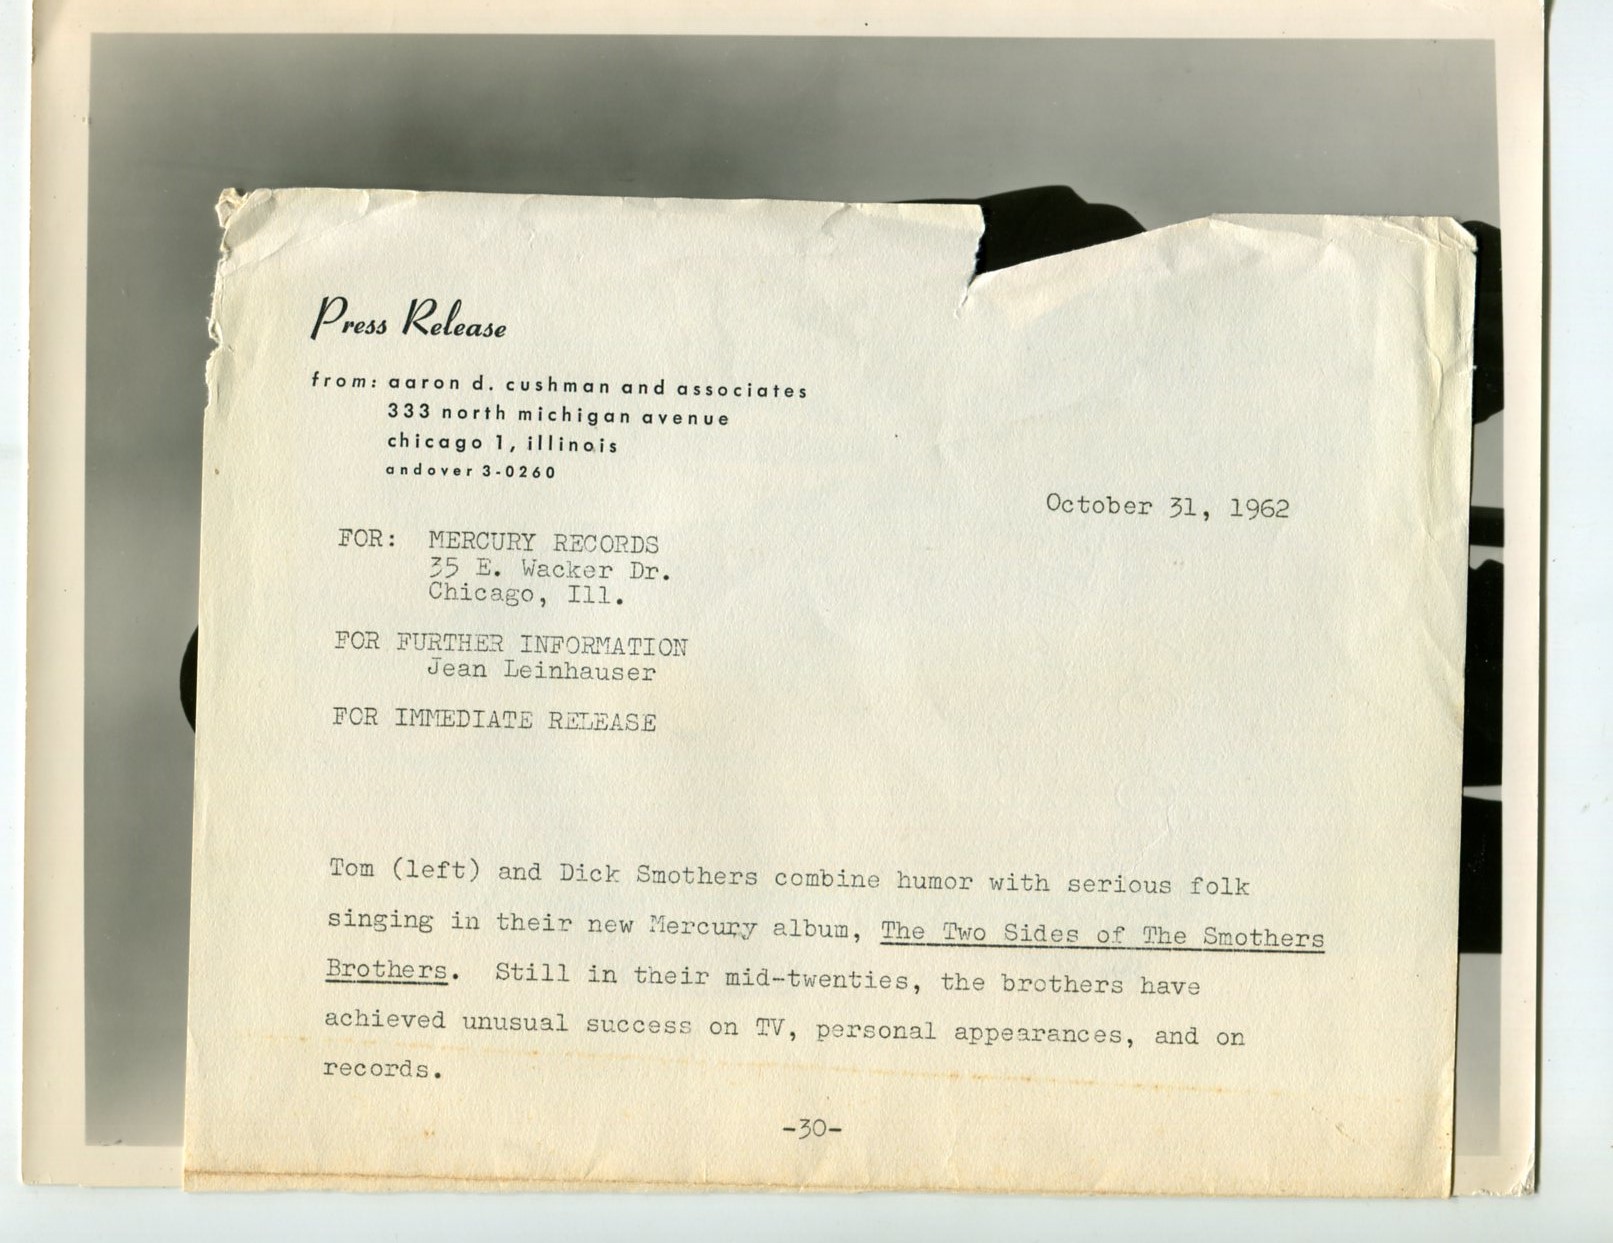 Press Release
from: aaron d. cushman and associates
333 north michigan avenue
chicago 1, illinois
andover 3-0260
October 31, 1962
FOR: MERCURY RECORDS
35 E. Wacker Dr.
Chicago, Ill.
FOR FURTHER INFORMATION
Jean Leinhauser
FOR IMMEDIATE RELEASE
Tom (left) and Dick Smothers combine humor with serious folk
singing in their new Mercury album, The Two Sides of The Smothers
Brothers. Still in their mid-twenties, the brothers have
achieved unusual success on TV, personal appearances, and on
records.
-30-